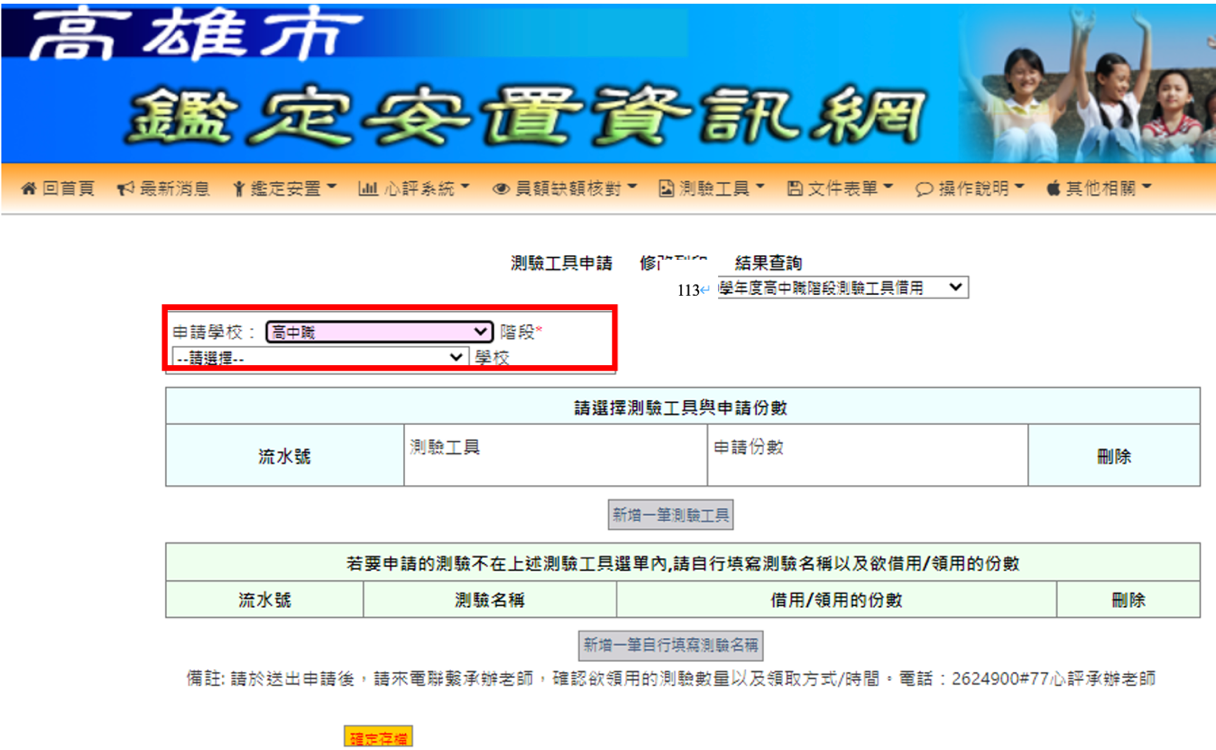 高雄市
鑑定安置資訊網
回首頁 最新消息 鑑定安置 心評系統 員額缺額核對 測驗工具 文件表單 操作說明 其他相關
測驗工具申請 修改列印 結果查詢
113 學年度高中職階段測驗工具借用
申請學校： 高中職 階段*
--請選擇-- 學校
請選擇測驗工具與申請份數
流水號 測驗工具 申請份數 刪除
新增一筆測驗工具
若要申請的測驗不在上述測驗工具選單內,請自行填寫測驗名稱以及欲借用/領用的份數
流水號 測驗名稱 借用/領用的份數 刪除
新增一筆自行填寫測驗名稱
備註: 請於送出申請後，請來電聯繫承辦老師，確認欲領用的測驗數量以及領取方式/時間。電話：2624900#77心評承辦老師
確定存檔